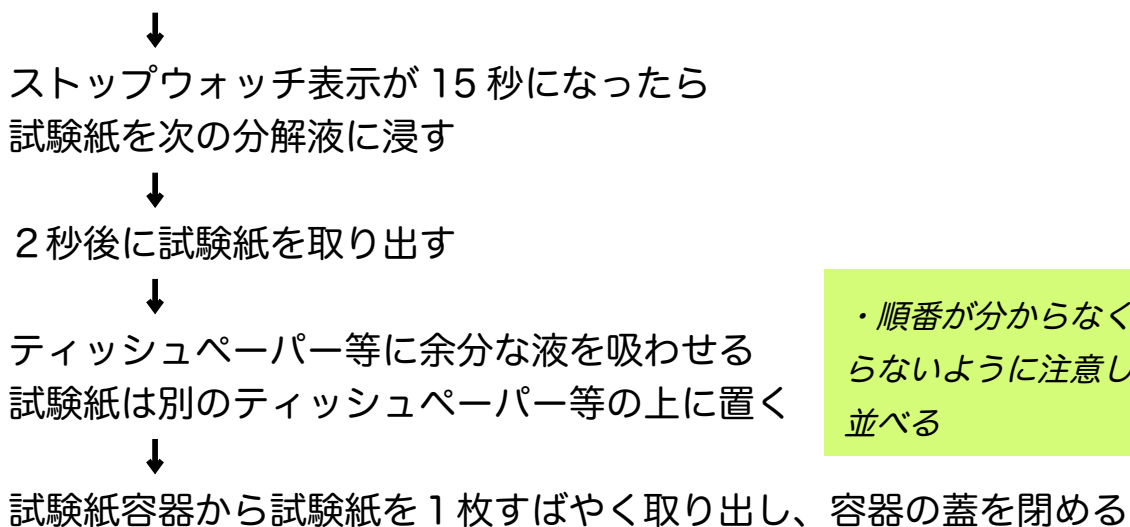 ↓
ストップウォッチ表示が 15 秒になったら
試験紙を次の分解液に浸す
↓
２秒後に試験紙を取り出す
↓
ティッシュペーパー等に余分な液を吸わせる
試験紙は別のティッシュペーパー等の上に置く
・順番が分からなく
らないように注意し
並べる
↓
試験紙容器から試験紙を１枚すばやく取り出し、容器の蓋を閉める